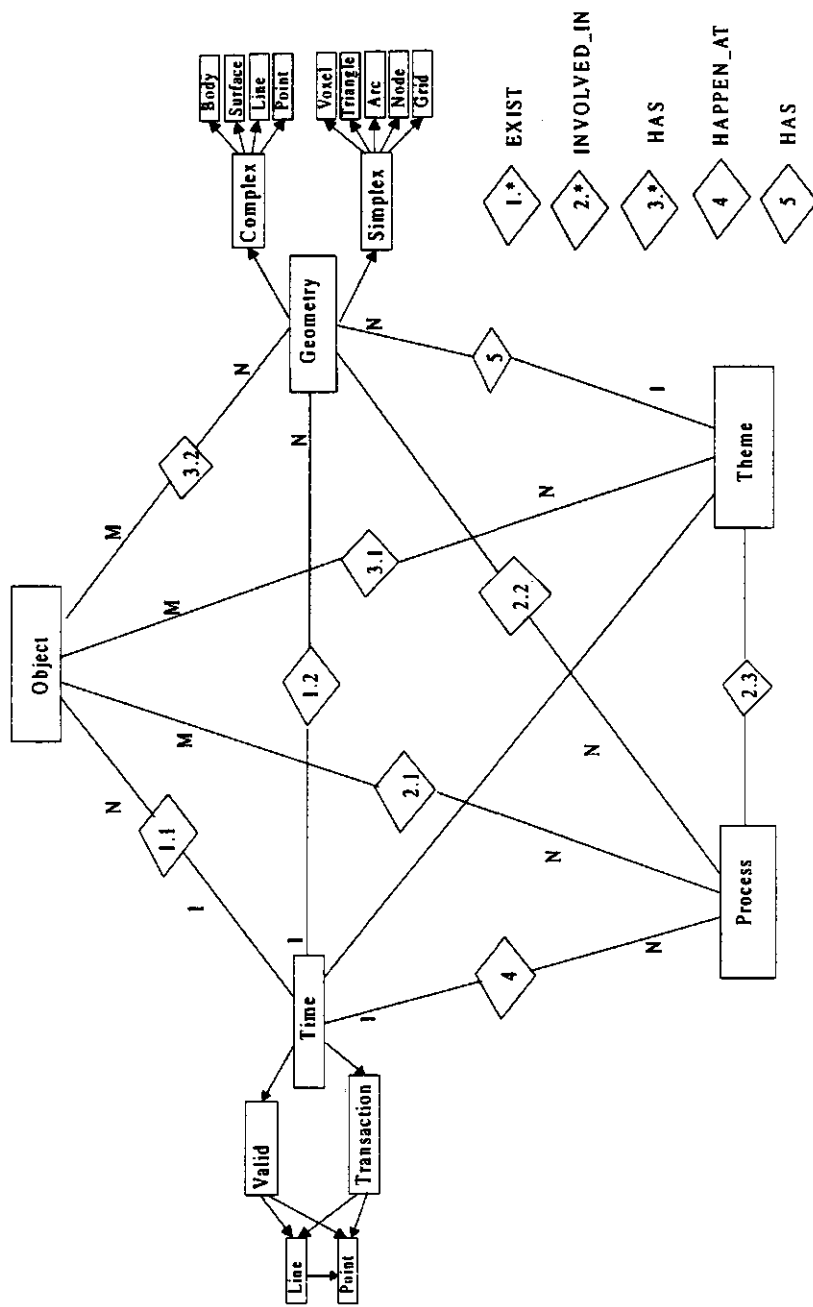 Object
N
M
M
M
1.1
3.2
1
N
2.1
3.1
N
N
Line
Point
Valid
Transaction
Time
1
1
1.2
N
Geometry
N
Complex
Simplex
Body
Surface
Line
Point
Voxel
Triangle
Arc
Node
Grid
4
N
N
2.2
5
1
Process
2.3
Theme
1.* EXIST
2.* INVOLVED_IN
3.* HAS
4 HAPPEN_AT
5 HAS